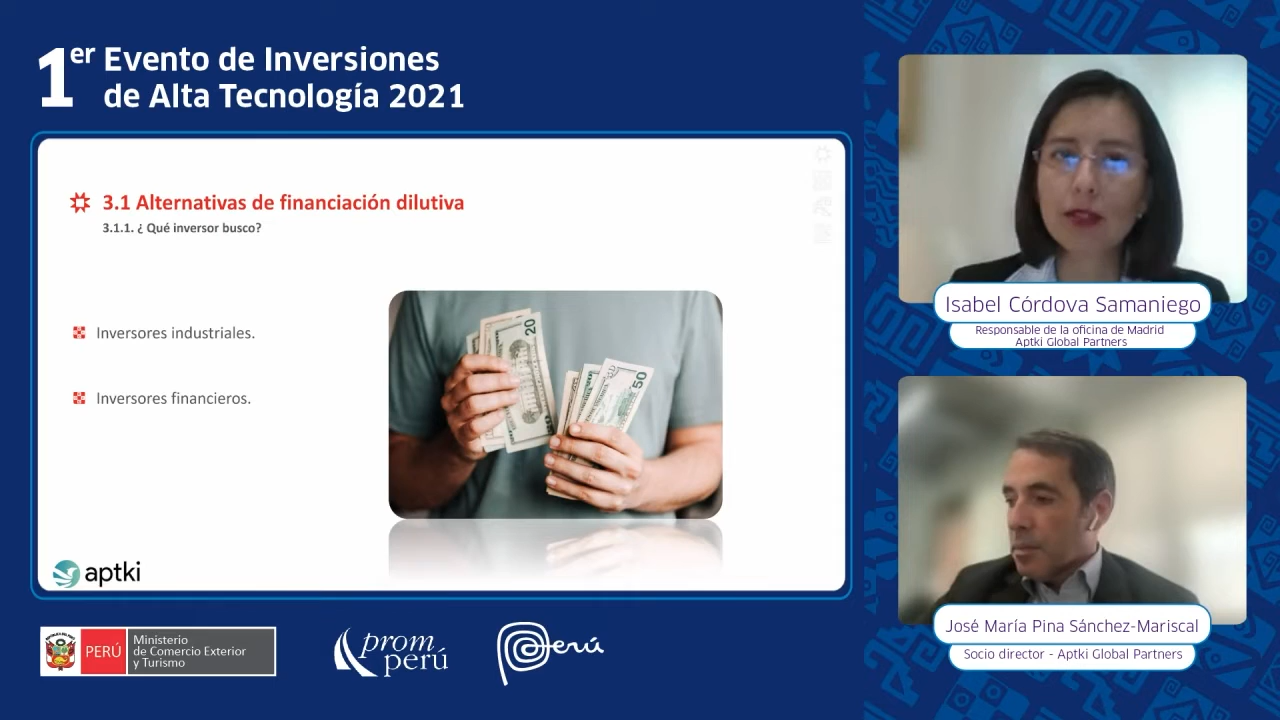 1er Evento de Inversiones
de Alta Tecnología 2021
3.1 Alternativas de financiación dilutiva
3.1.1. ¿ Qué inversor busco?
Inversores industriales.
Inversores financieros.
20
50
aptki
PERÚ
Ministerio
de Comercio Exterior
y Turismo
prom
perú
Perú
Isabel Córdova Samaniego
Responsable de la oficina de Madrid
Aptki Global Partners
José María Pina Sánchez-Mariscal
Socio director - Aptki Global Partners